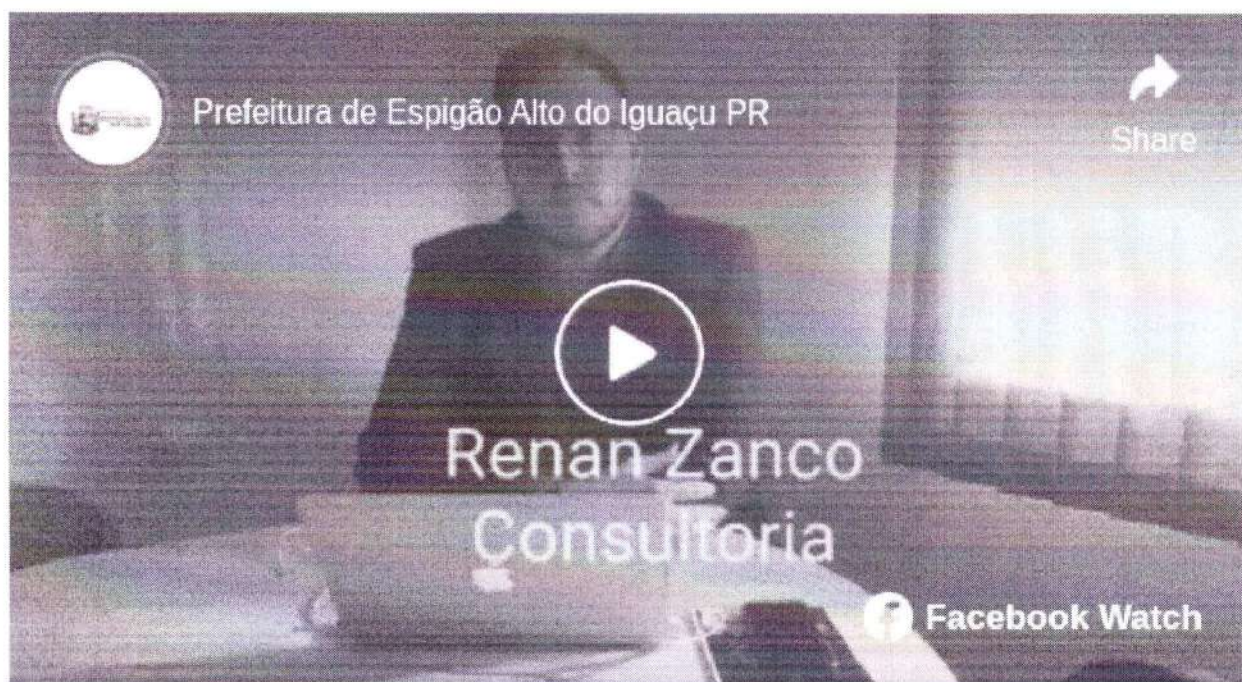 Prefeitura de Espigão Alto do Iguaçu PR
Share
Renan Zanco
Consultoria
Facebook Watch